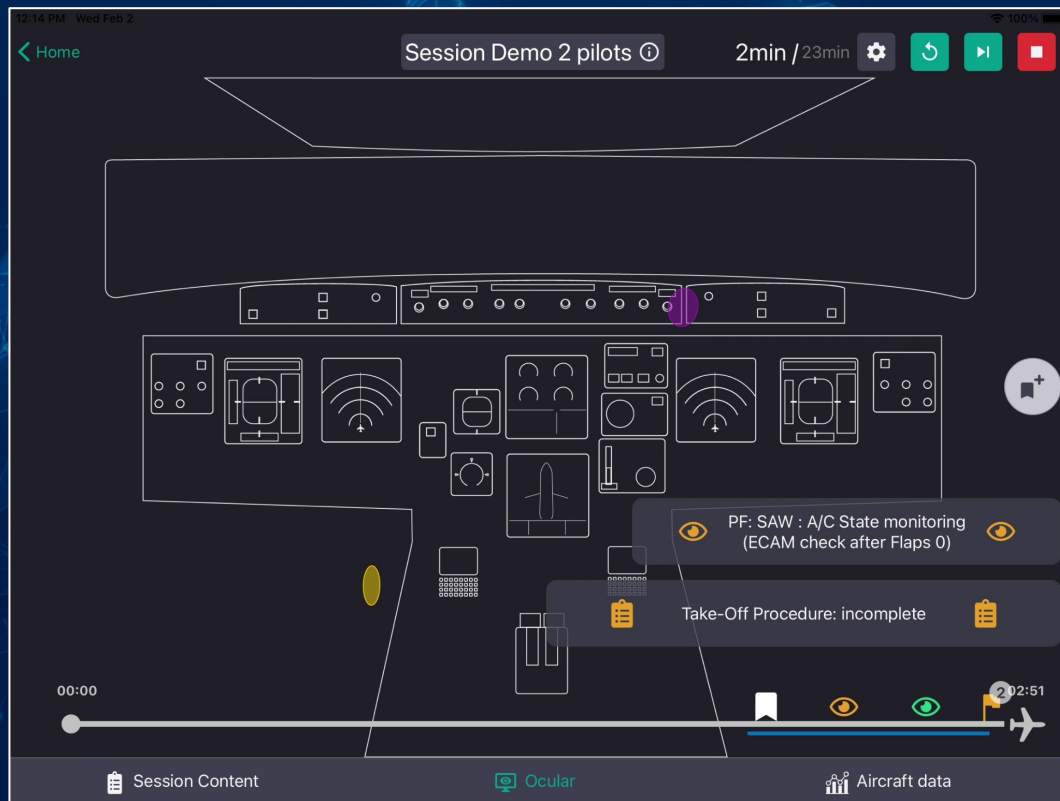 12:14 PM Wed Feb 2
100%
Home
Session Demo 2 pilots
2min / 23min
PF: SAW : A/C State monitoring
(ECAM check after Flaps 0)
Take-Off Procedure: incomplete
00:00
2
02:51
Session Content
Ocular
Aircraft data